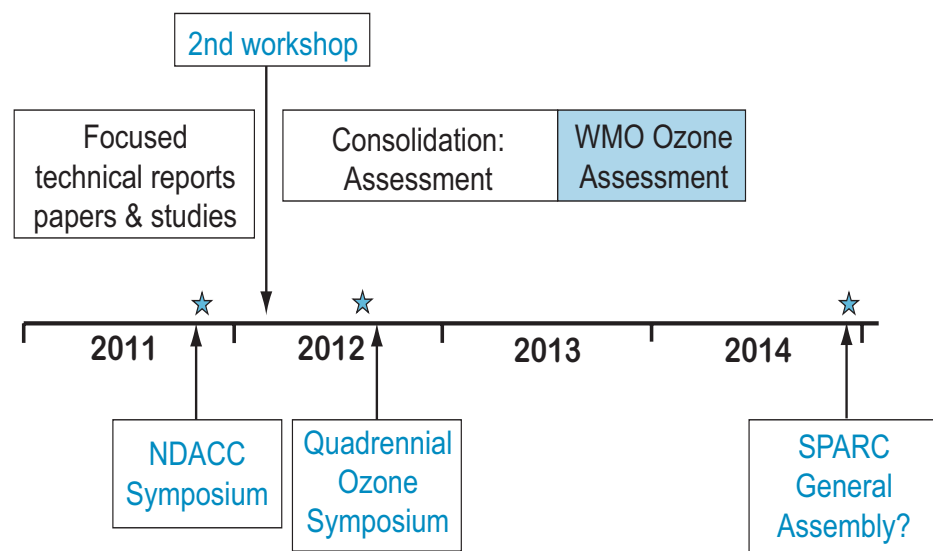 2nd workshop
Focused
technical reports
papers & studies
Consolidation:
Assessment
WMO Ozone
Assessment
2011
2012
2013
2014
NDACC
Symposium
Quadrennial
Ozone
Symposium
SPARC
General
Assembly?